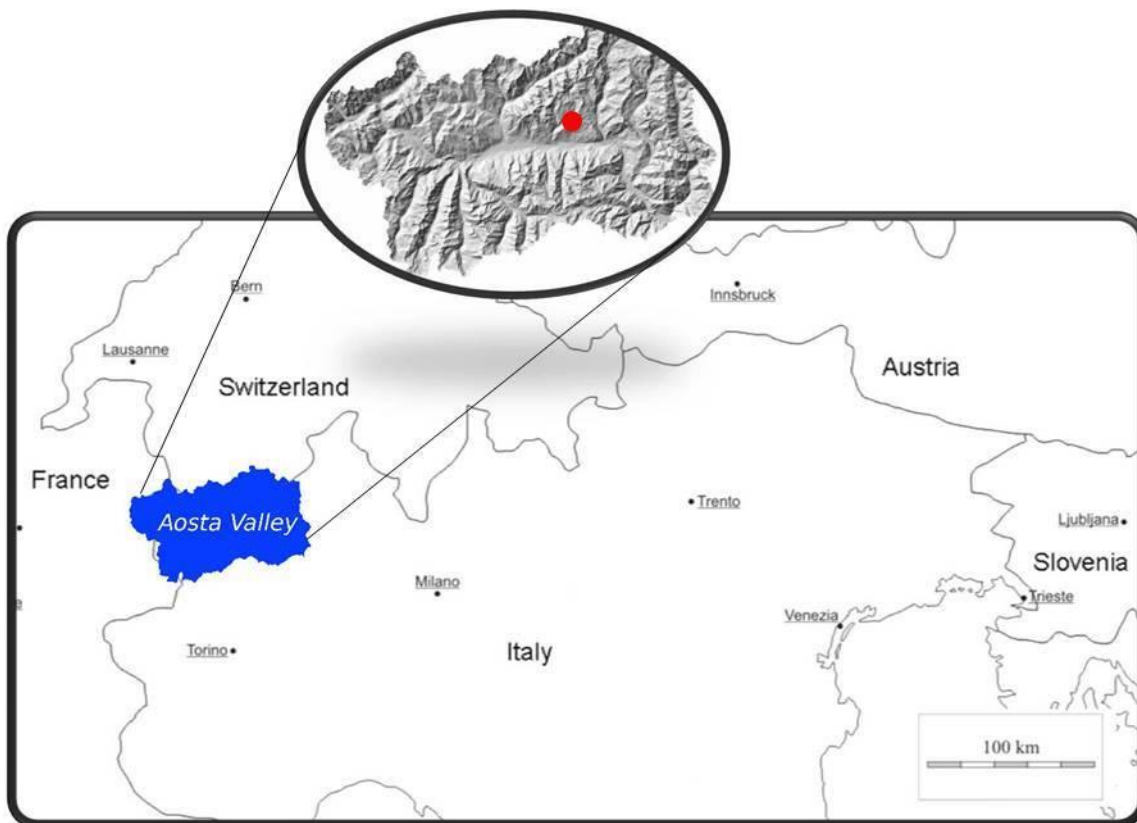 Bern
Innsbruck
Lausanne
Switzerland
Austria
France
Aosta Valley
Trento
Ljubljana
Slovenia
Milano
Trieste
Venezia
Torino
Italy
100 km